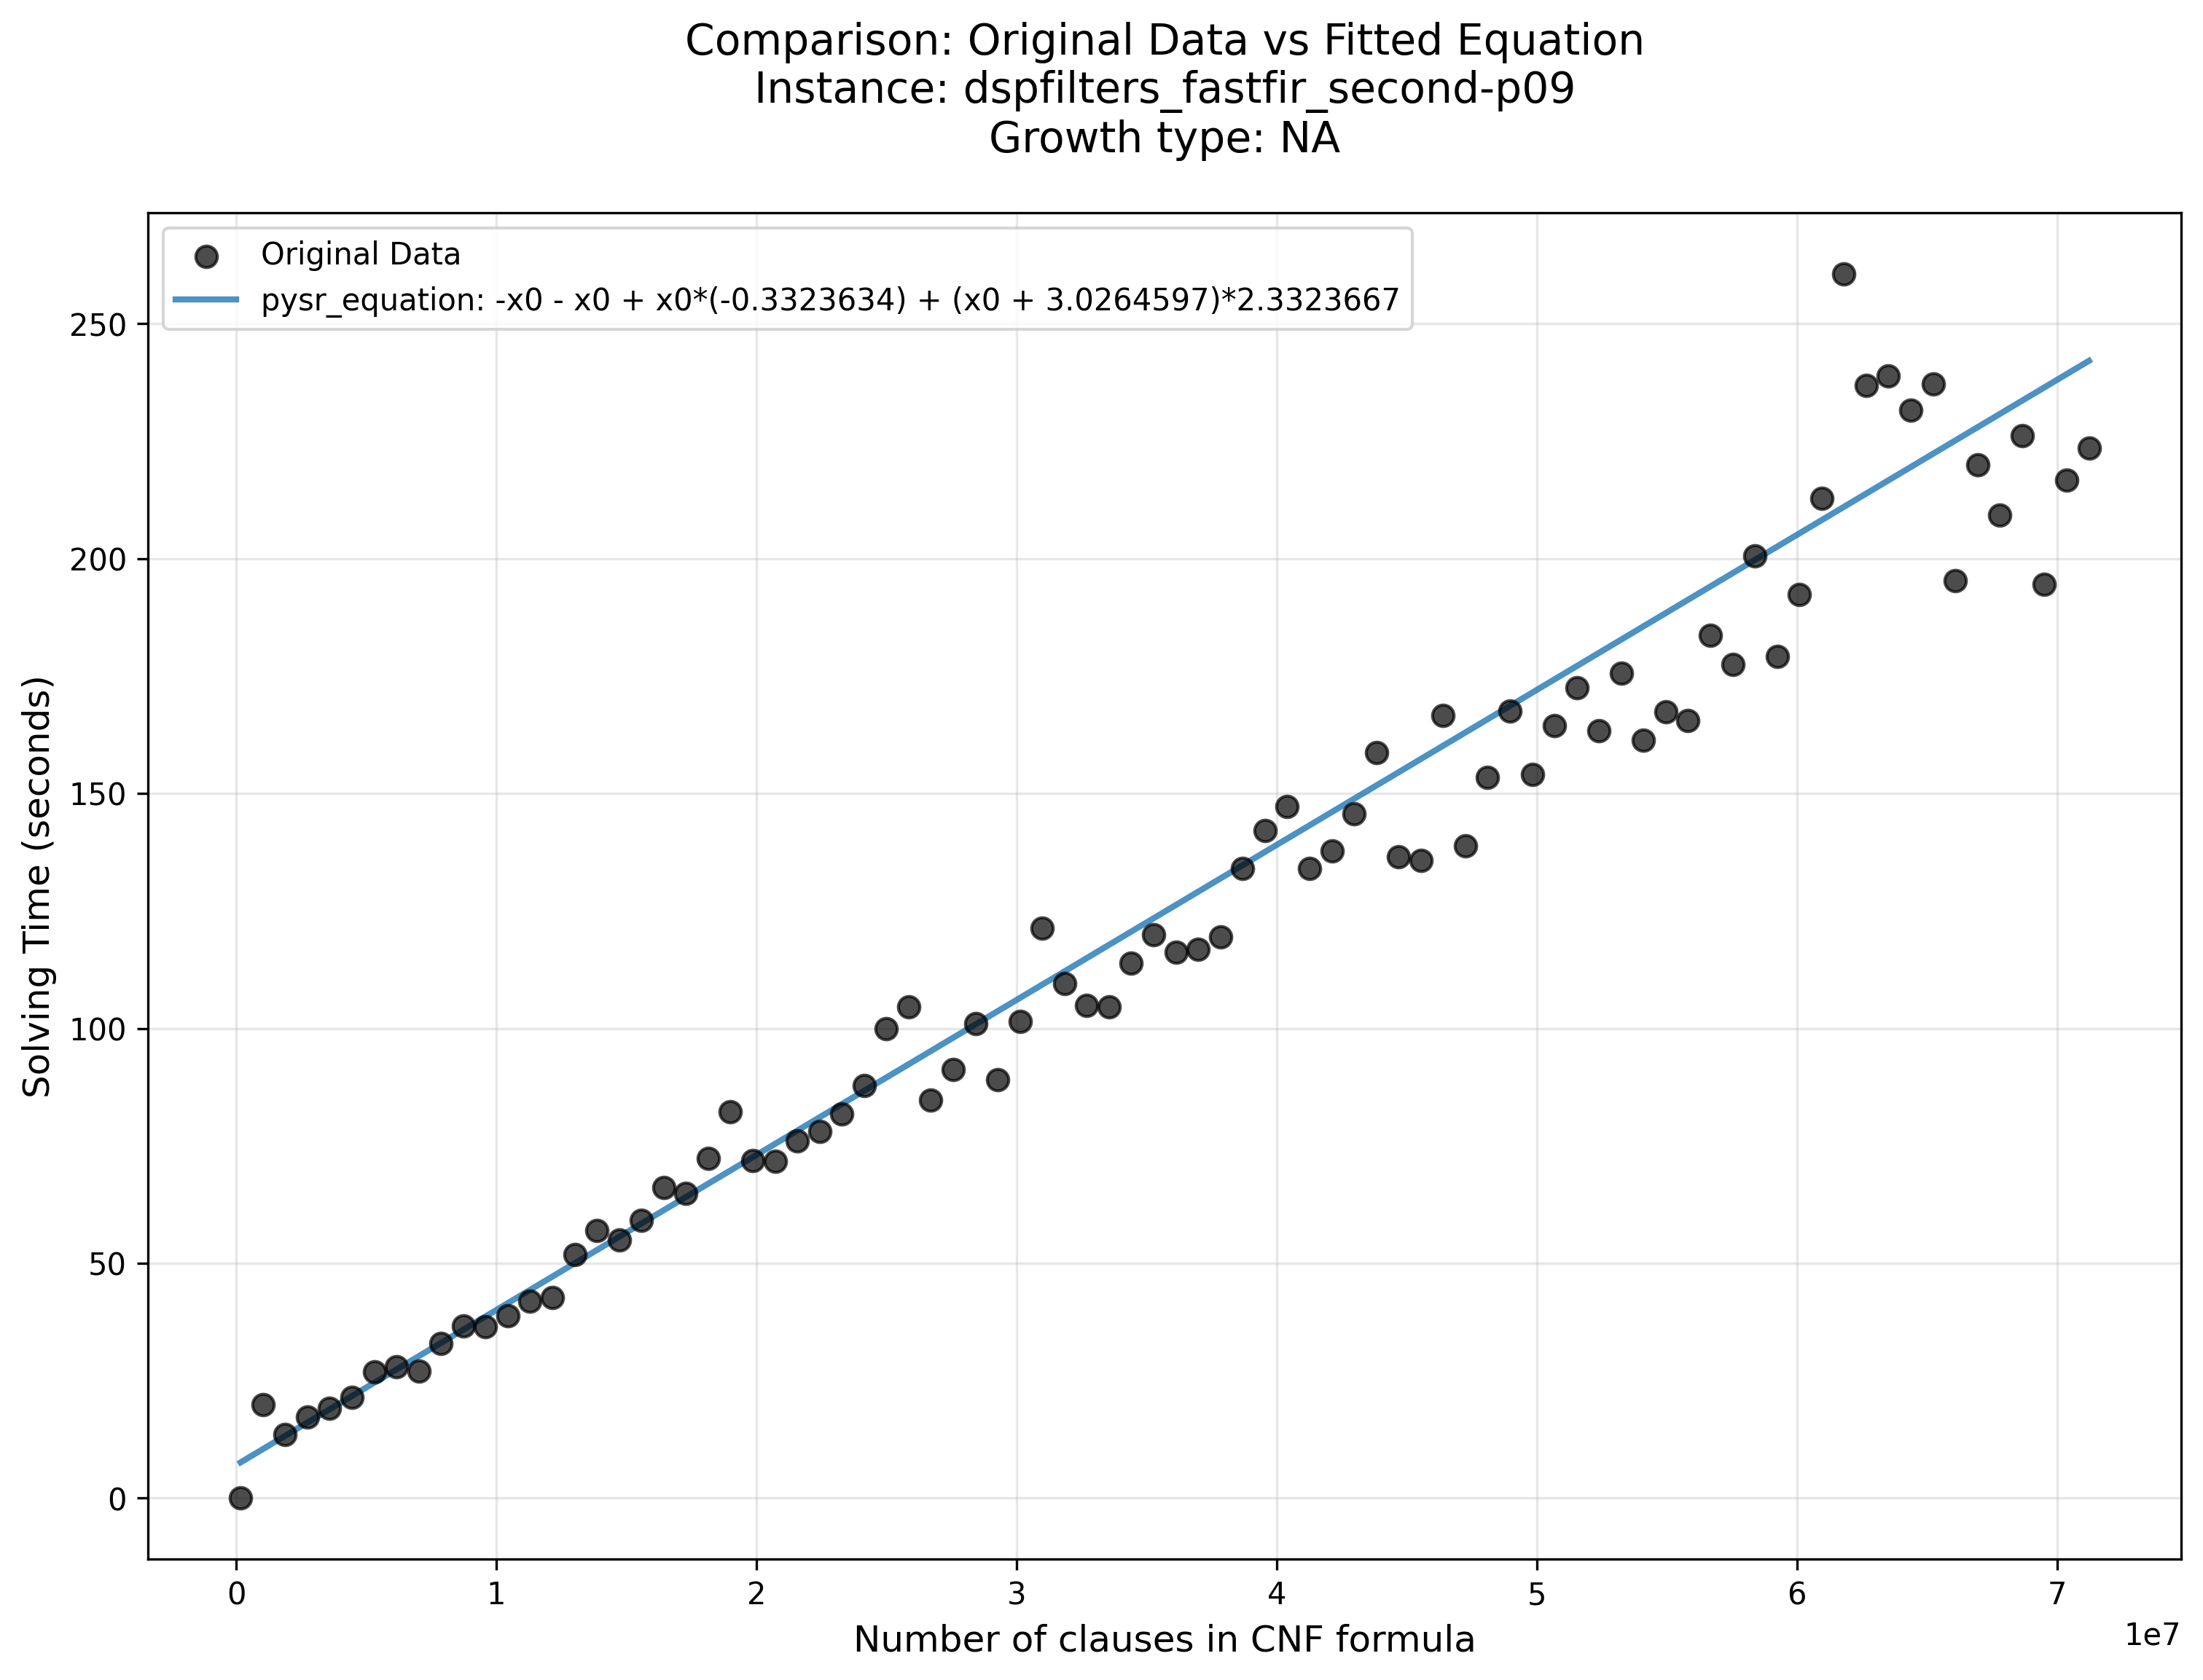 Comparison: Original Data vs Fitted Equation
Instance: dspfilters_fastfir_second-p09
Growth type: NA
Original Data
pysr_equation: -x0 - x0 + x0*(-0.3323634) + (x0 + 3.0264597)*2.3323667
250
200
150
100
50
0
Solving Time (seconds)
0 1 2 3 4 5 6 7
1e7
Number of clauses in CNF formula